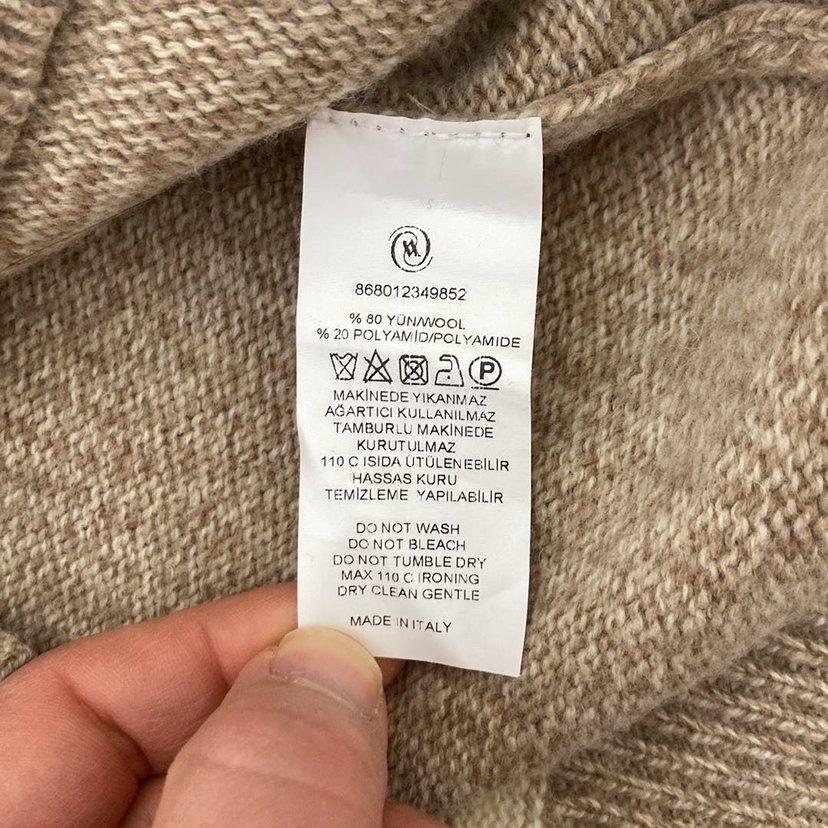 868012349852
% 80 YÜN/WOOL
% 20 POLYAMİD/POLYAMIDE
P
MAKİNEDE YIKANMAZ
AĞARTICI KULLANILMAZ
TAMBURLU MAKİNEDE
KURUTULMAZ
110 C ISIDA ÜTÜLENEBİLİR
HASSAS KURU
TEMİZLEME YAPILABİLİR
DO NOT WASH
DO NOT BLEACH
DO NOT TUMBLE DRY
MAX 110 C IRONING
DRY CLEAN GENTLE
MADE IN ITALY